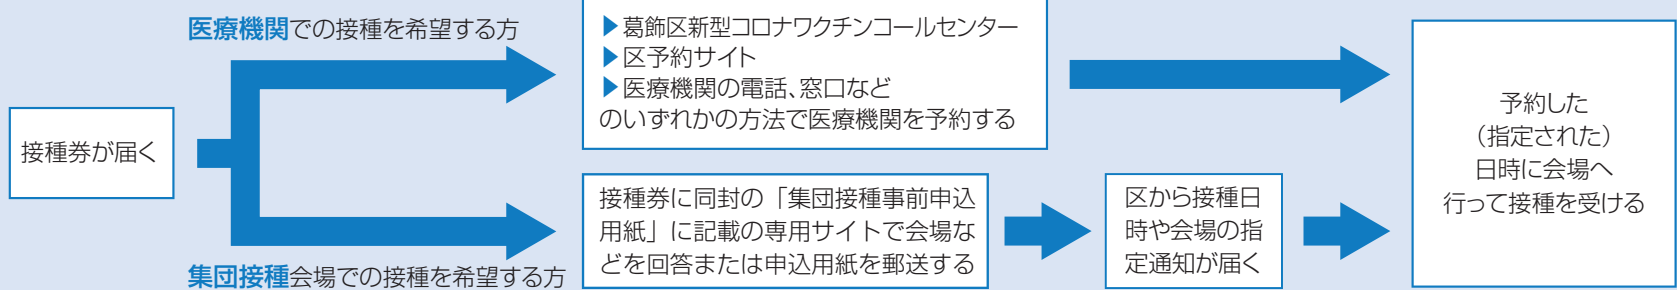 接種券が届く
医療機関での接種を希望する方
▶葛飾区新型コロナワクチンコールセンター
▶区予約サイト
▶医療機関の電話、窓口など
のいずれかの方法で医療機関を予約する
集団接種会場での接種を希望する方
接種券に同封の「集団接種事前申込
用紙」に記載の専用サイトで会場な
どを回答または申込用紙を郵送する
区から接種日
時や会場の指
定通知が届く
予約した
（指定された）
日時に会場へ
行って接種を受ける